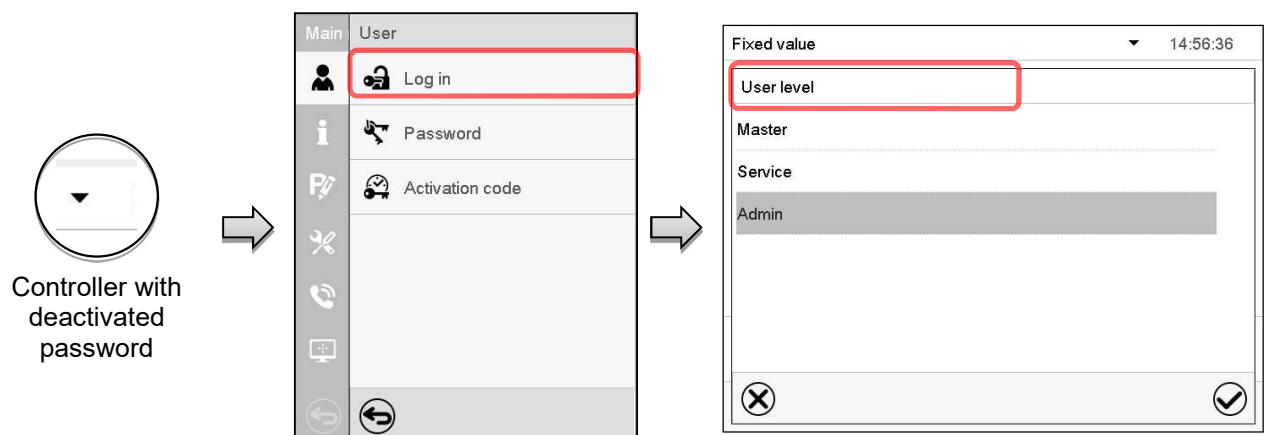 Controller with
deactivated
password
Main
User
Log in
Password
Activation code
Fixed value
14:56:36
User level
Master
Service
Admin